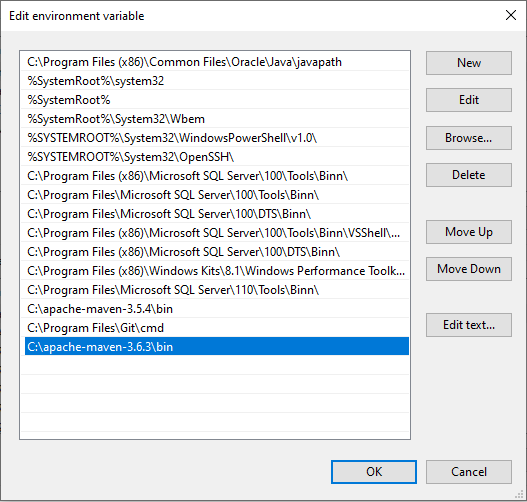 Edit environment variable
C:\Program Files (x86)\Common Files\Oracle\Java\javapath
%SystemRoot%\system32
%SystemRoot%
%SystemRoot%\System32\Wbem
%SYSTEMROOT%\System32\WindowsPowerShell\v1.0\
%SYSTEMROOT%\System32\OpenSSH\
C:\Program Files (x86)\Microsoft SQL Server\100\Tools\Binn\
C:\Program Files\Microsoft SQL Server\100\Tools\Binn\
C:\Program Files\Microsoft SQL Server\100\DTS\Binn\
C:\Program Files (x86)\Microsoft SQL Server\100\Tools\Binn\VSShell\...
C:\Program Files (x86)\Microsoft SQL Server\100\DTS\Binn\
C:\Program Files (x86)\Windows Kits\8.1\Windows Performance Toolk...
C:\Program Files\Microsoft SQL Server\110\Tools\Binn\
C:\apache-maven-3.5.4\bin
C:\Program Files\Git\cmd
C:\apache-maven-3.6.3\bin
New
Edit
Browse...
Delete
Move Up
Move Down
Edit text...
OK
Cancel